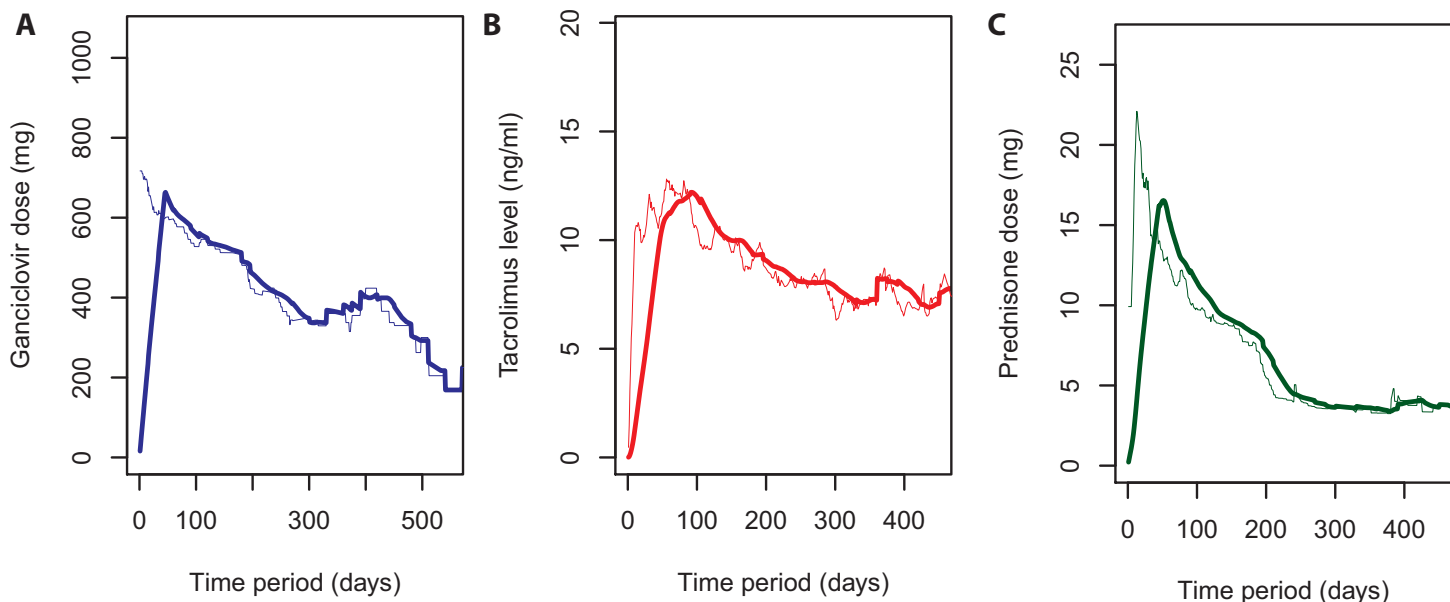 A
Ganciclovir dose (mg)
1000
800
600
400
200
0
0 100 300 500
Time period (days)
B
Tacrolimus level (ng/ml)
20
15
10
5
0
0 100 200 300 400
Time period (days)
C
Prednisone dose (mg)
25
20
15
10
5
0
0 100 200 300 400
Time period (days)